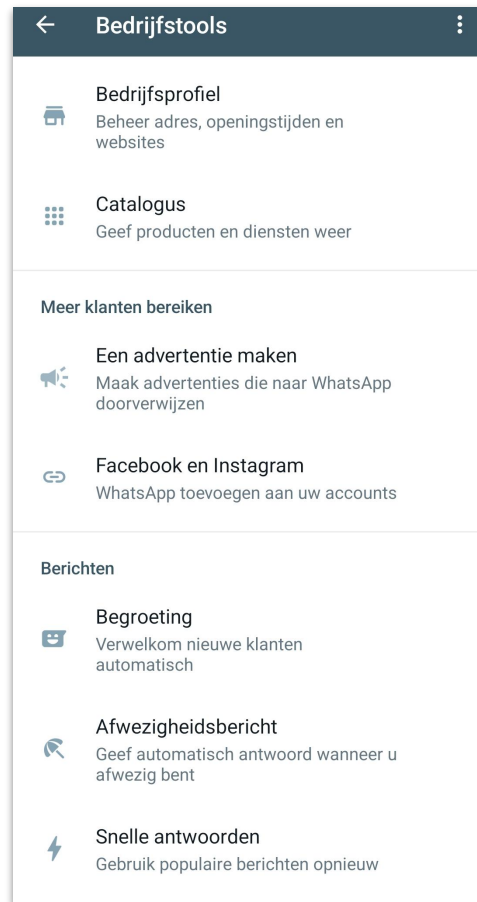 Bedrijfstools
Bedrijfsprofiel
Beheer adres, openingstijden en
websites
Catalogus
Geef producten en diensten weer
Meer klanten bereiken
Een advertentie maken
Maak advertenties die naar WhatsApp
doorverwijzen
Facebook en Instagram
WhatsApp toevoegen aan uw accounts
Berichten
Begroeting
Verwelkom nieuwe klanten
automatisch
Afwezigheidsbericht
Geef automatisch antwoord wanneer u
afwezig bent
Snelle antwoorden
Gebruik populaire berichten opnieuw